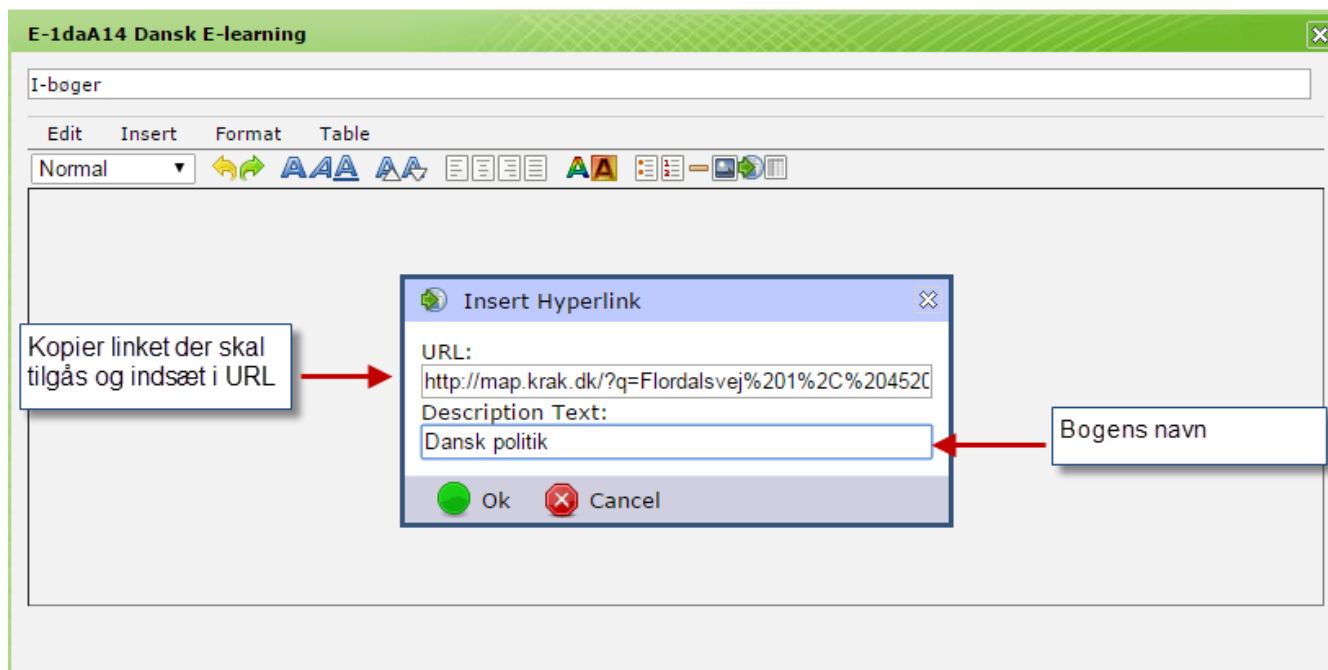 E-1daA14 Dansk E-learning
I-bøger
Edit Insert Format Table
Normal
Insert Hyperlink
Kopier linket der skal
tilgås og indsæt i URL
URL:
http://map.krak.dk/?q=Flordalsvej%201%2C%20452
Description Text:
Dansk politik
Bogens navn
Ok Cancel